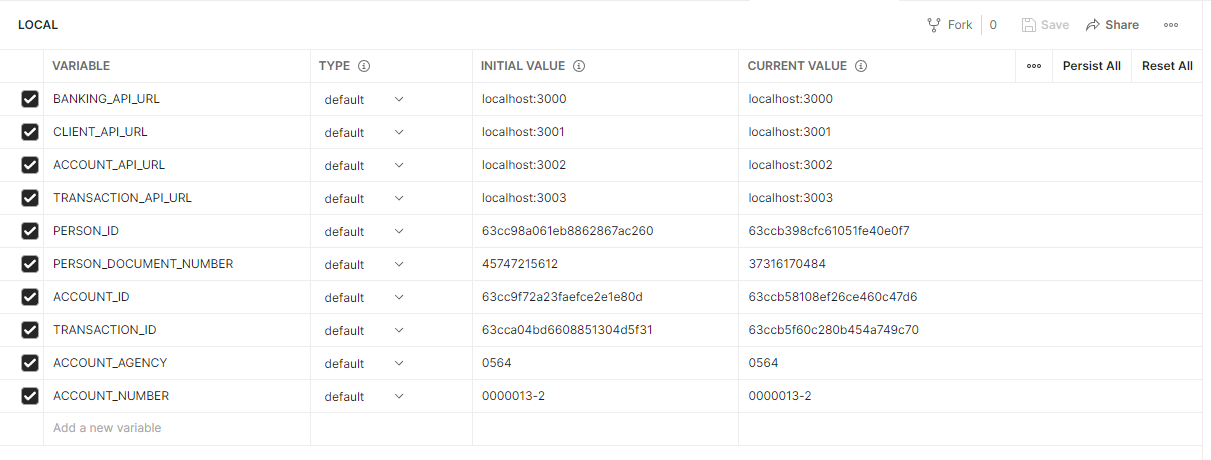 LOCAL Fork 0 Save Share
VARIABLE TYPE INITIAL VALUE CURRENT VALUE Persist All Reset All
BANKING_API_URL default localhost:3000 localhost:3000
CLIENT_API_URL default localhost:3001 localhost:3001
ACCOUNT_API_URL default localhost:3002 localhost:3002
TRANSACTION_API_URL default localhost:3003 localhost:3003
PERSON_ID default 63cc98a061eb8862867ac260 63ccb398cfc61051fe40e0f7
PERSON_DOCUMENT_NUMBER default 45747215612 37316170484
ACCOUNT_ID default 63cc9f72a23faefce2e1e80d 63ccb58108ef26ce460c47d6
TRANSACTION_ID default 63cca04bd6608851304d5f31 63ccb5f60c280b454a749c70
ACCOUNT_AGENCY default 0564 0564
ACCOUNT_NUMBER default 0000013-2 0000013-2
Add a new variable